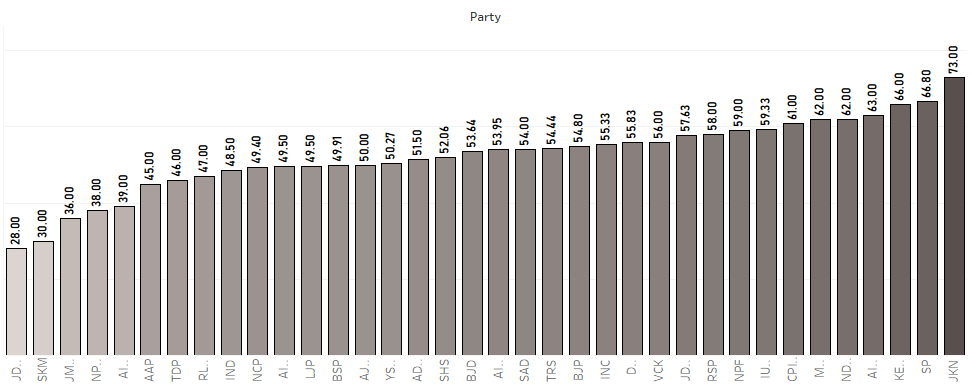 Party
28.00
30.00
36.00
38.00
39.00
45.00
46.00
47.00
48.50
49.40
49.50
49.50
49.91
50.00
50.27
51.50
52.06
53.64
53.95
54.00
54.44
54.80
55.33
55.83
56.00
57.63
58.00
59.00
59.33
61.00
62.00
62.00
63.00
66.00
66.80
73.00
JD..
SKM
JM..
NP..
AI..
AAP
TDP
RL..
IND
NCP
AI..
LJP
BSP
AJ..
YS..
AD..
SHS
BJD
AI..
SAD
TRS
BJP
INC
D..
VCK
JD..
RSP
NPF
IU..
CPI..
M..
ND..
AI..
KE..
SP
JKN